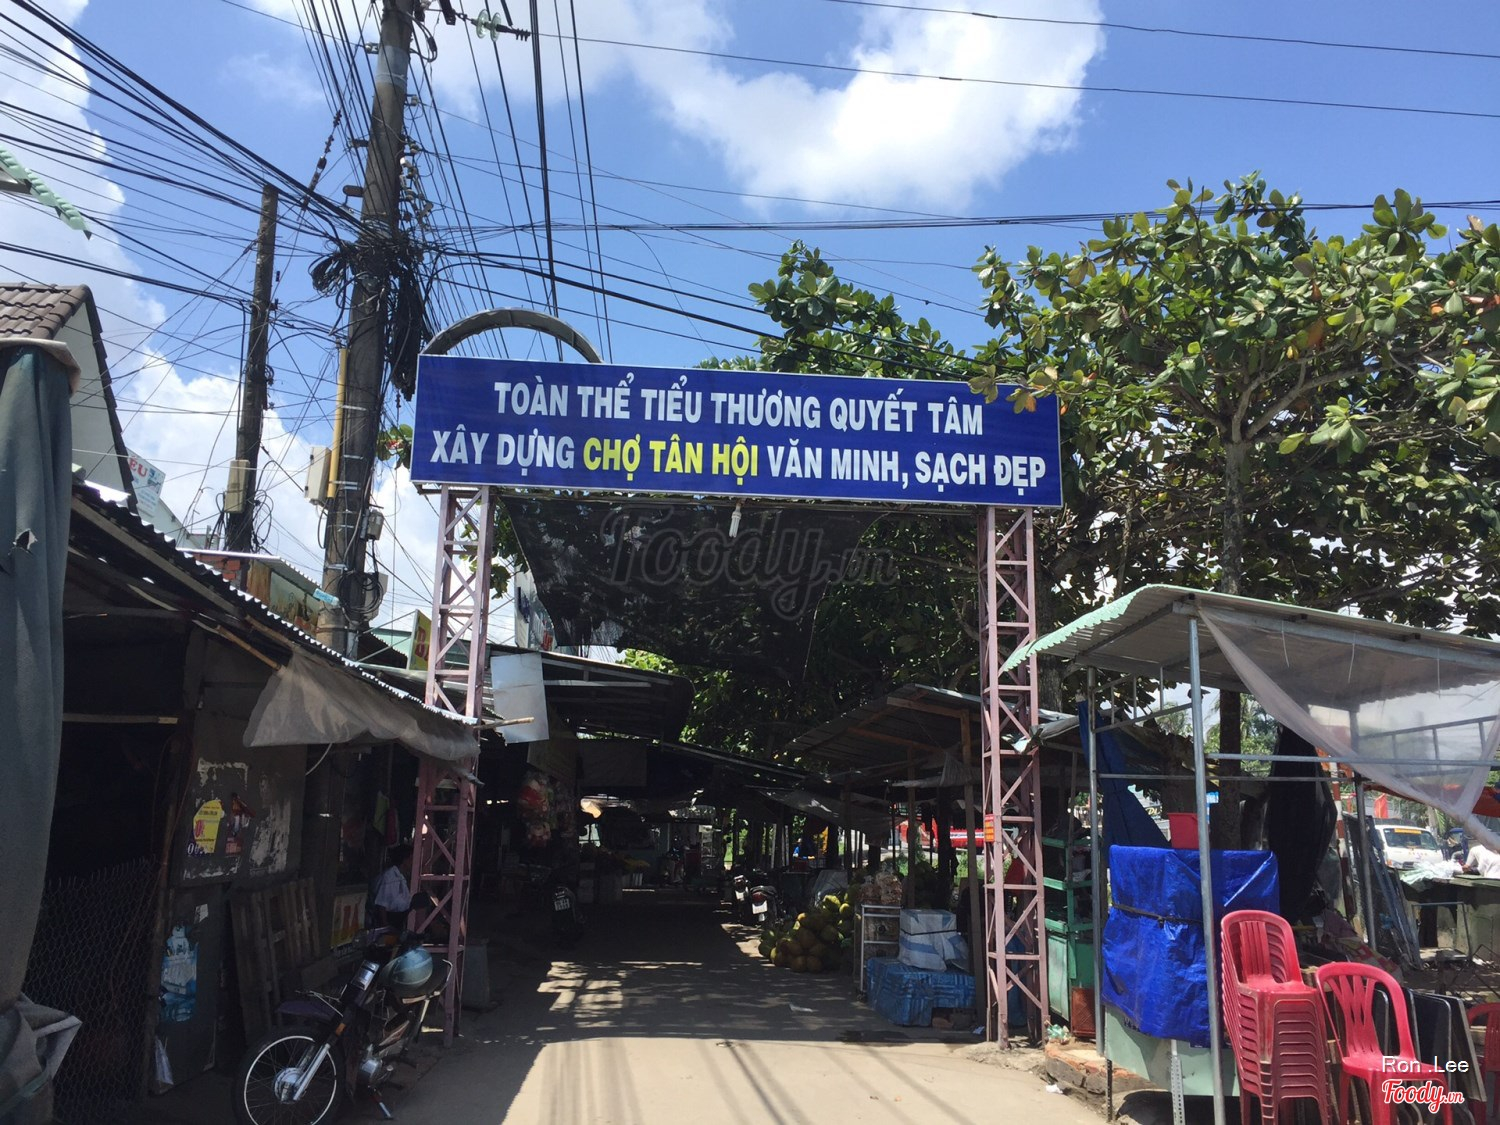 TOÀN THỂ TIỂU THƯƠNG QUYẾT TÂM
XÂY DỰNG CHỢ TÂN HỘI VĂN MINH, SẠCH ĐẸP
Foody.vn
Ron .Lee
Foody.vn